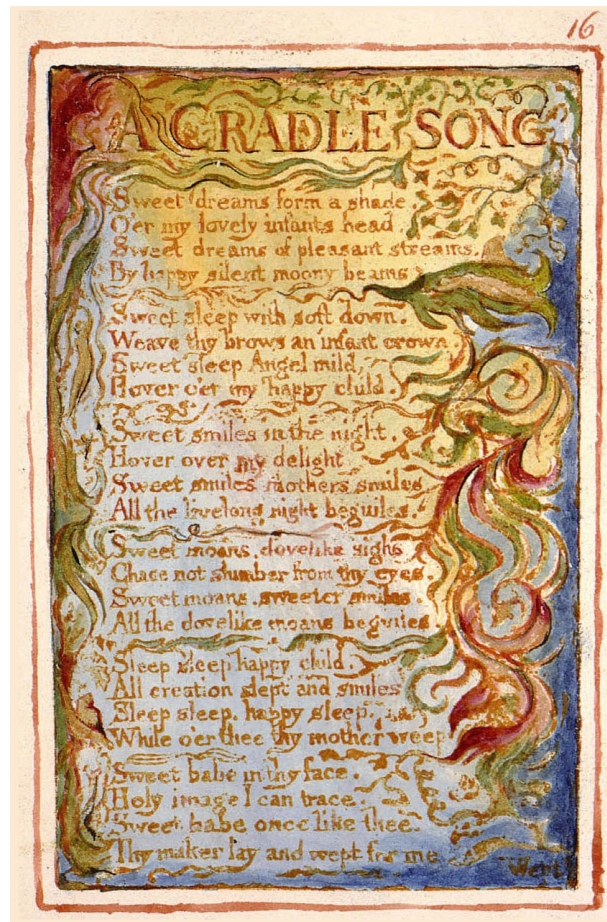 16
A CRADLE SONG
Sweet dreams form a shade
O'er my lovely infants head
Sweet dreams of pleasant streams.
By happy silent moony beams
Sweet sleep with soft down.
Weave thy brows an infant crown
Sweet sleep Angel mild,
Hover o'er my happy child.
Sweet smiles in the night.
Hover over my delight
Sweet smiles mothers smiles
All the livelong night beguiles.
Sweet moans, dovelike sighs
Chase not slumber from thy eyes.
Sweet moans, sweeter smiles
All the dovelike moans beguiles.
Sleep sleep happy child.
All creation slept and smiles
Sleep sleep, happy sleep,
While o'er thee thy mother weep
Sweet babe in thy face.
Holy image I can trace.
Sweet babe once like thee.
Thy maker lay and wept for me